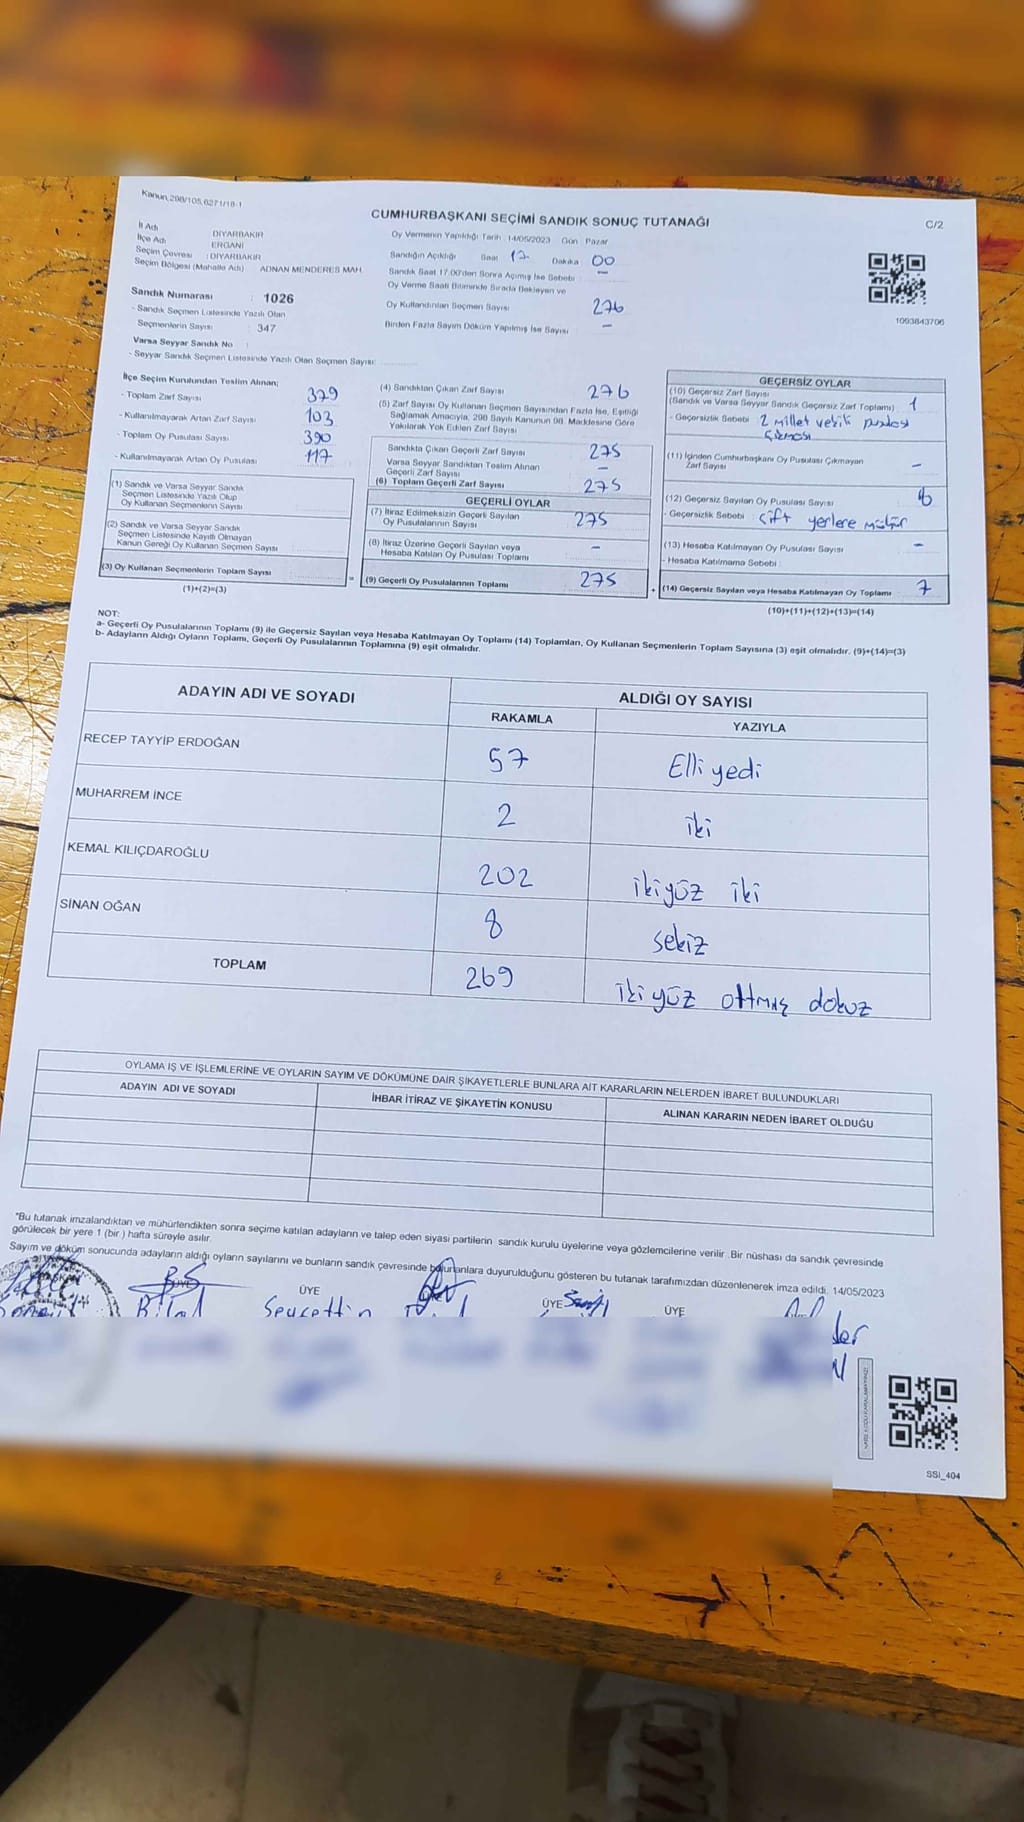 Kanun,298/105,6271/18-1
CUMHURBAŞKANI SEÇİMİ SANDIK SONUÇ TUTANAĞI
C/2
İl Adı DİYARBAKIR
İlçe Adı ERGANİ
Seçim Çevresi : DİYARBAKIR
Seçim Bölgesi (Mahalle Adı) ADNAN MENDERES MAH.
Sandık Numarası : 1026
- Sandık Seçmen Listesinde Yazılı Olan
Seçmenlerin Sayısı : 347
Varsa Seyyar Sandık No :
- Seyyar Sandık Seçmen Listesinde Yazılı Olan Seçmen Sayısı:
Oy Vermenin Yapıldığı Tarih : 14/05/2023 Gün : Pazar
Sandığın Açıldığı Saat 17 Dakika 00
Sandık Saat 17:00'den Sonra Açılmış İse Sebebi : -
Oy Verme Saati Bitiminde Sırada Bekleyen ve
Oy Kullandırılan Seçmen Sayısı 276
Birden Fazla Sayım Döküm Yapılmış İse Sayısı -
1093843706
İlçe Seçim Kurulundan Teslim Alınan;
- Toplam Zarf Sayısı 379
- Kullanılmayarak Artan Zarf Sayısı 103
- Toplam Oy Pusulası Sayısı 390
- Kullanılmayarak Artan Oy Pusulası 117
(1) Sandık ve Varsa Seyyar Sandık
Seçmen Listesinde Yazılı Olup
Oy Kullanan Seçmenlerin Sayısı
(2) Sandık ve Varsa Seyyar Sandık
Seçmen Listesinde Kayıtlı Olmayan
Kanun Gereği Oy Kullanan Seçmen Sayısı
(3) Oy Kullanan Seçmenlerin Toplam Sayısı
(1)+(2)=(3)
(4) Sandıktan Çıkan Zarf Sayısı 276
(5) Zarf Sayısı Oy Kullanan Seçmen Sayısından Fazla İse, Eşitliği
Sağlamak Amacıyla, 298 Sayılı Kanunun 98. Maddesine Göre
Yakılarak Yok Edilen Zarf Sayısı
Sandıkta Çıkan Geçerli Zarf Sayısı 275
Varsa Seyyar Sandıktan Teslim Alınan
Geçerli Zarf Sayısı -
(6) Toplam Geçerli Zarf Sayısı 275
GEÇERLİ OYLAR
(7) İtiraz Edilmeksizin Geçerli Sayılan
Oy Pusulalarının Sayısı 275
(8) İtiraz Üzerine Geçerli Sayılan veya
Hesaba Katılan Oy Pusulası Toplamı -
= (9) Geçerli Oy Pusulalarının Toplamı 275 +
GEÇERSİZ OYLAR
(10) Geçersiz Zarf Sayısı
(Sandık ve Varsa Seyyar Sandık Geçersiz Zarf Toplamı) 1
- Geçersizlik Sebebi : 2 millet vekili pusulası
çıkması
(11) İçinden Cumhurbaşkanı Oy Pusulası Çıkmayan
Zarf Sayısı -
(12) Geçersiz Sayılan Oy Pusulası Sayısı 6
- Geçersizlik Sebebi : çift yerlere mühür
(13) Hesaba Katılmayan Oy Pusulası Sayısı -
- Hesaba Katılmama Sebebi :
(14) Geçersiz Sayılan veya Hesaba Katılmayan Oy Toplamı 7
(10)+(11)+(12)+(13)=(14)
NOT:
a- Geçerli Oy Pusulalarının Toplamı (9) ile Geçersiz Sayılan veya Hesaba Katılmayan Oy Toplamı (14) Toplamları, Oy Kullanan Seçmenlerin Toplam Sayısına (3) eşit olmalıdır. (9)+(14)=(3)
b- Adayların Aldığı Oyların Toplamı, Geçerli Oy Pusulalarının Toplamına (9) eşit olmalıdır.
ADAYIN ADI VE SOYADI ALDIĞI OY SAYISI
RAKAMLA YAZIYLA
RECEP TAYYİP ERDOĞAN 57 Elli yedi
MUHARREM İNCE 2 iki
KEMAL KILIÇDAROĞLU 202 ikiyüz iki
SİNAN OĞAN 8 sekiz
TOPLAM 269 ikiyüz altmış dokuz
OYLAMA İŞ VE İŞLEMLERİNE VE OYLARIN SAYIM VE DÖKÜMÜNE DAİR ŞİKAYETLERLE BUNLARA AİT KARARLARIN NELERDEN İBARET BULUNDUKLARI
ADAYIN ADI VE SOYADI İHBAR İTİRAZ VE ŞİKAYETİN KONUSU ALINAN KARARIN NEDEN İBARET OLDUĞU
*Bu tutanak imzalandıktan ve mühürlendikten sonra seçime katılan adayların ve talep eden siyasi partilerin sandık kurulu üyelerine veya gözlemcilerine verilir .Bir nüshası da sandık çevresinde
görülecek bir yere 1 (bir ) hafta süreyle asılır.
Sayım ve döküm sonucunda adayların aldığı oyların sayılarını ve bunların sandık çevresinde bulunanlara duyurulduğunu gösteren bu tutanak tarafımızdan düzenlenerek imza edildi. 14/05/2023
BAŞKAN ÜYE ÜYE ÜYE ÜYE
Bilal Seyfettin
SSİ_404